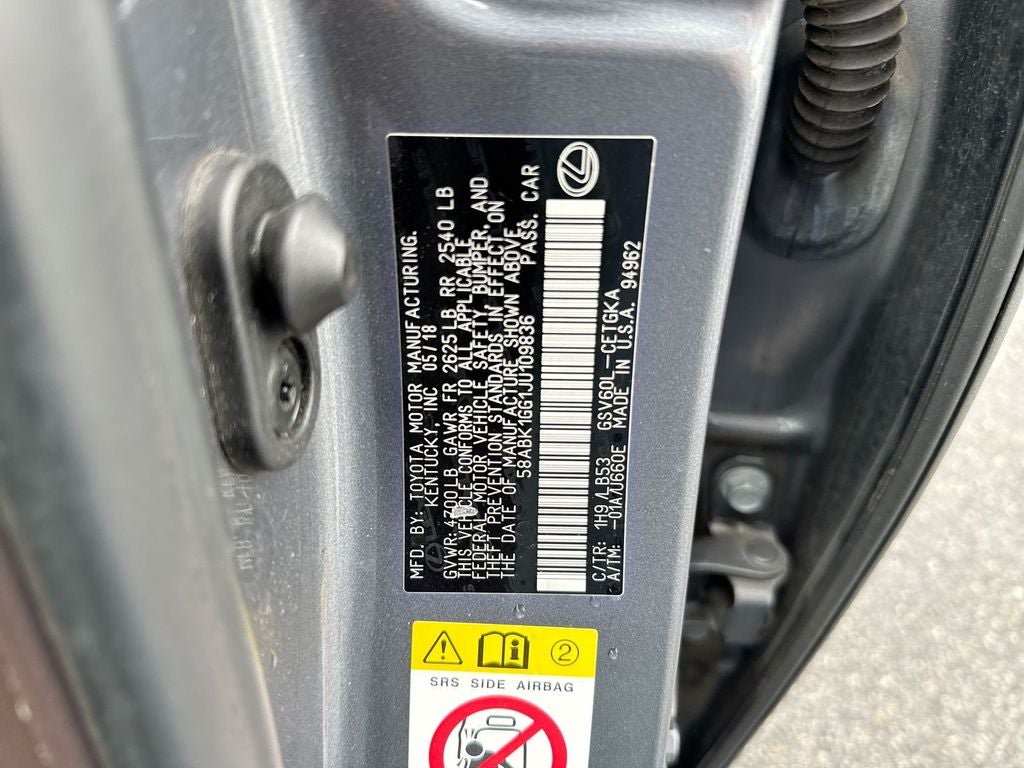 MFD. BY: TOYOTA MOTOR MANUFACTURING.
KENTUCKY, INC 05/18
GVWR: 4700 LB GAWR FR 2625 LB RR 2540 LB
THIS VEHICLE CONFORMS TO ALL APPLICABLE
FEDERAL MOTOR VEHICLE SAFETY, BUMPER, AND
THEFT PREVENTION STANDARDS IN EFFECT ON
THE DATE OF MANUFACTURE SHOWN ABOVE.
58ABK1GG1JU109836 PASS. CAR
C/TR: 1H9/LB53 GSV60L-CETGKA
A/TM: -01A/U660E MADE IN U.S.A. 94962
2
SRS SIDE AIRBAG